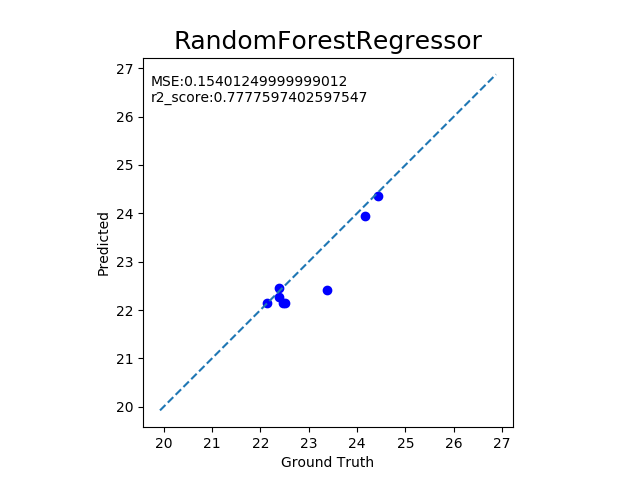 RandomForestRegressor
MSE:0.15401249999999012
r2_score:0.7777597402597547
27
26
25
24
23
22
21
20
Predicted
20 21 22 23 24 25 26 27
Ground Truth